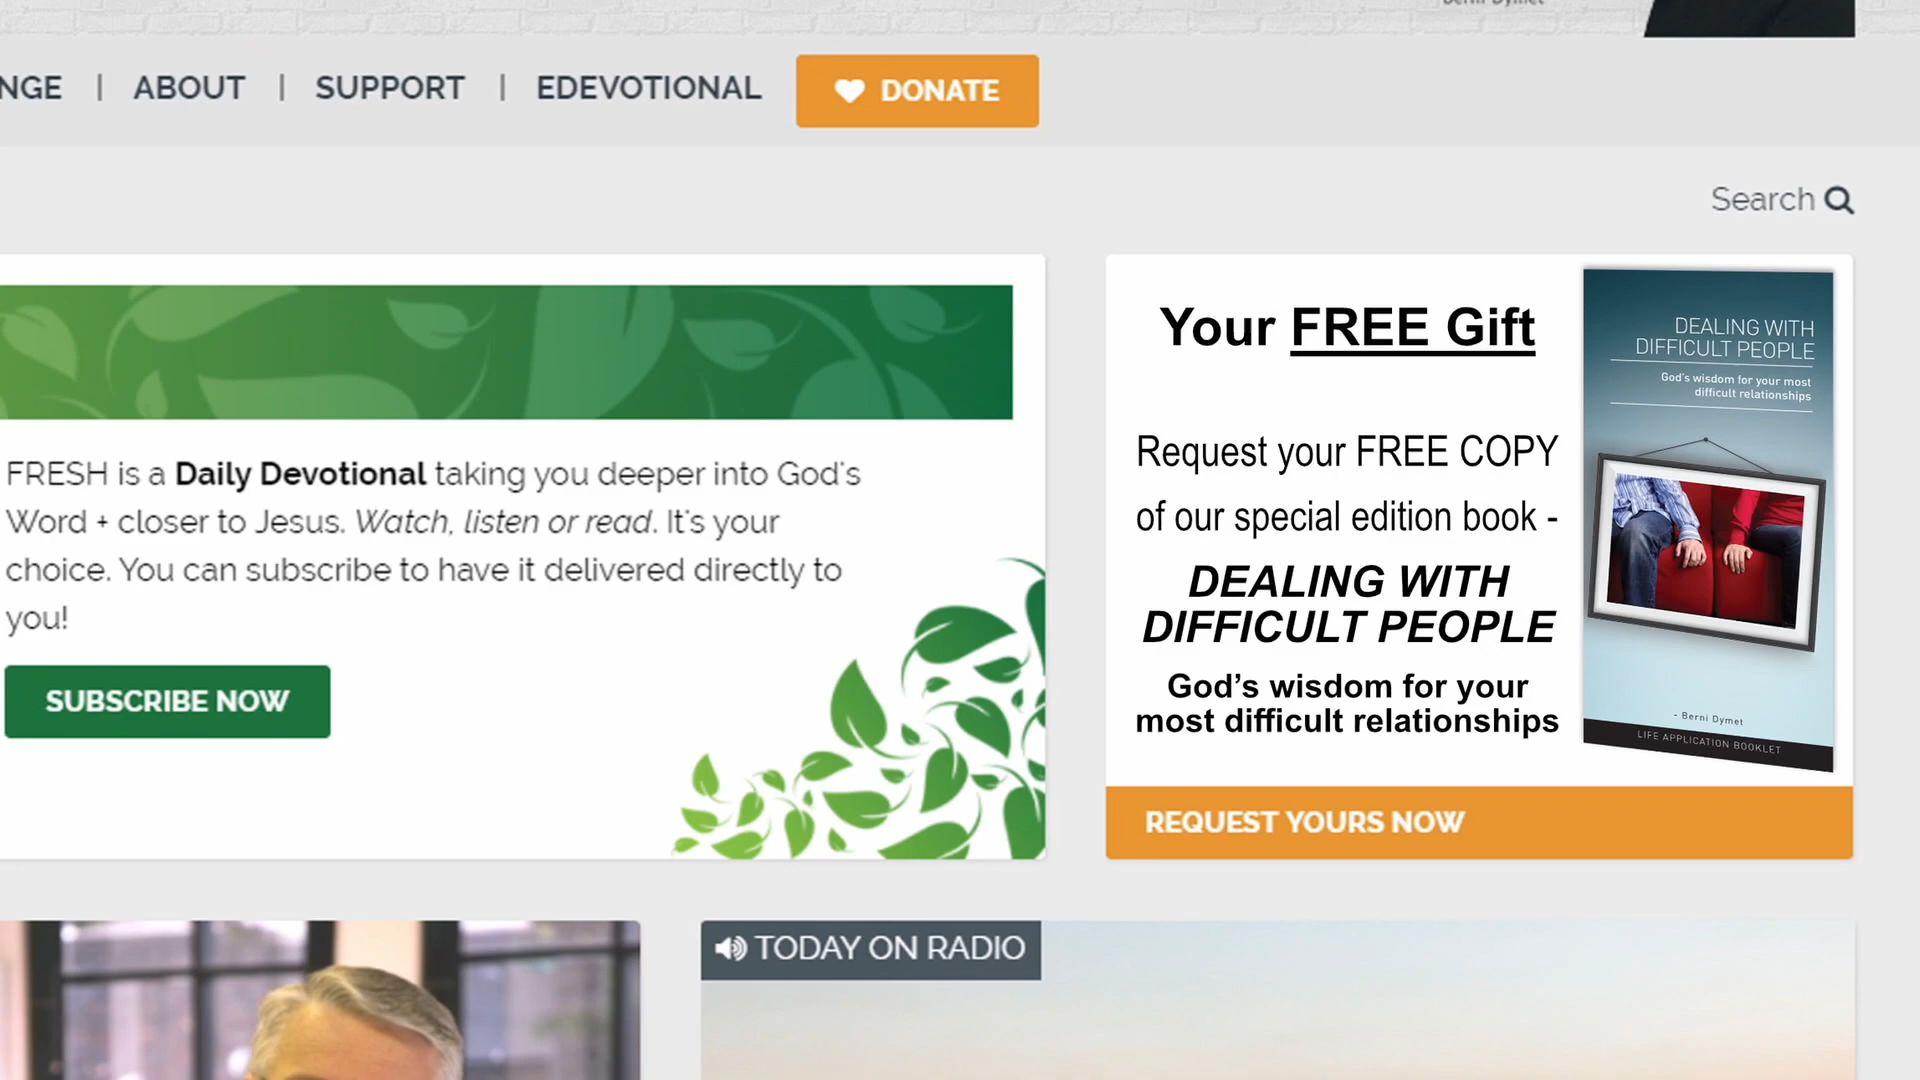 NGE | ABOUT | SUPPORT | EDEVOTIONAL DONATE
Search
FRESH is a Daily Devotional taking you deeper into God's
Word + closer to Jesus. Watch, listen or read. It's your
choice. You can subscribe to have it delivered directly to
you!
SUBSCRIBE NOW
Your FREE Gift
Request your FREE COPY
of our special edition book -
DEALING WITH
DIFFICULT PEOPLE
God’s wisdom for your
most difficult relationships
DEALING WITH
DIFFICULT PEOPLE
God's wisdom for your most
difficult relationships
- Berni Dymet
LIFE APPLICATION BOOKLET
REQUEST YOURS NOW
TODAY ON RADIO